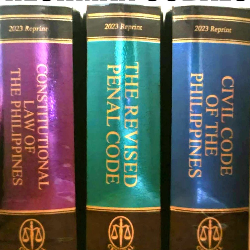 2023 Reprint
CONSTITUTIONAL
LAW OF
THE PHILIPPINES
2023 Reprint
THE REVISED
PENAL CODE
2023 Reprint
CIVIL CODE
OF THE
PHILIPPINES